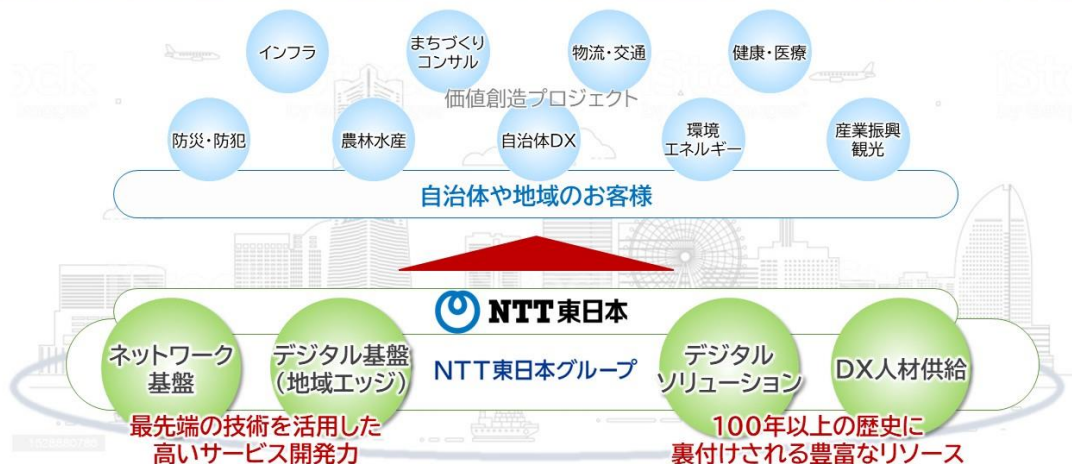 インフラ
まちづくり
コンサル
物流・交通
健康・医療
価値創造プロジェクト
防災・防犯
農林水産
自治体DX
環境
エネルギー
産業振興
観光
自治体や地域のお客様
NTT東日本
ネットワーク
基盤
デジタル基盤
（地域エッジ）
NTT東日本グループ
デジタル
ソリューション
DX人材供給
最先端の技術を活用した
高いサービス開発力
100年以上の歴史に
裏付けされる豊富なリソース